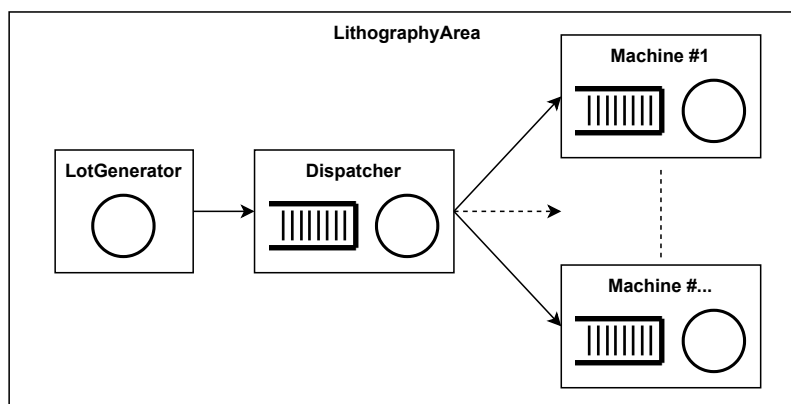 LithographyArea
Machine #1
LotGenerator
Dispatcher
Machine #...